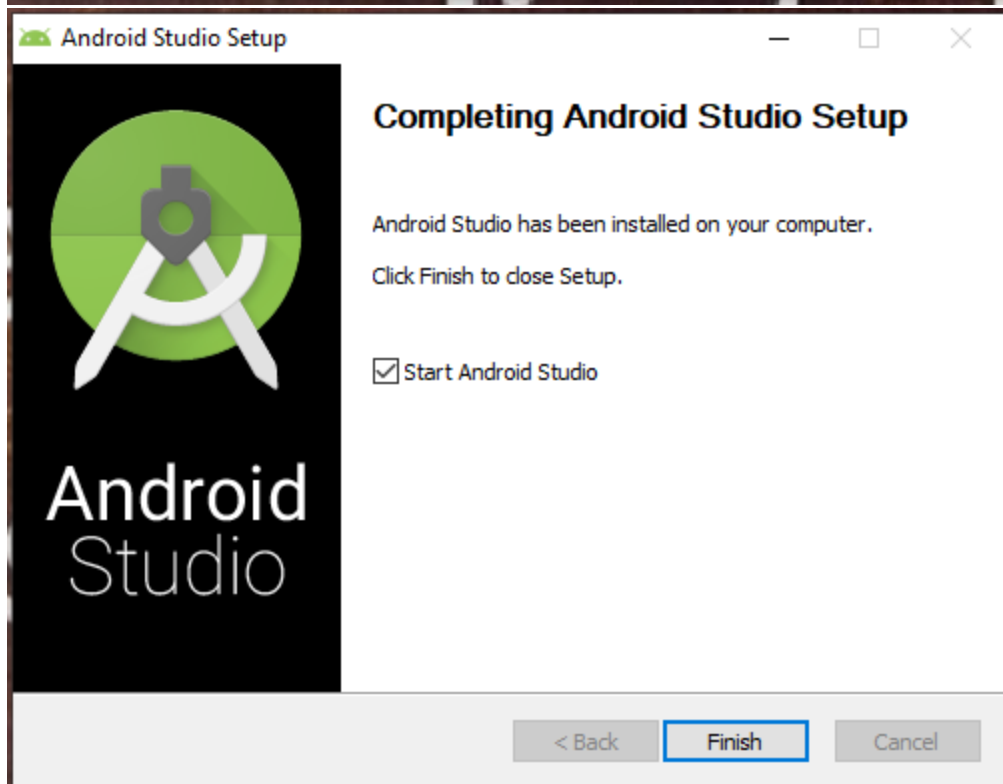 Android Studio Setup
Completing Android Studio Setup
Android Studio has been installed on your computer.
Click Finish to close Setup.
Start Android Studio
Android
Studio
< Back
Finish
Cancel